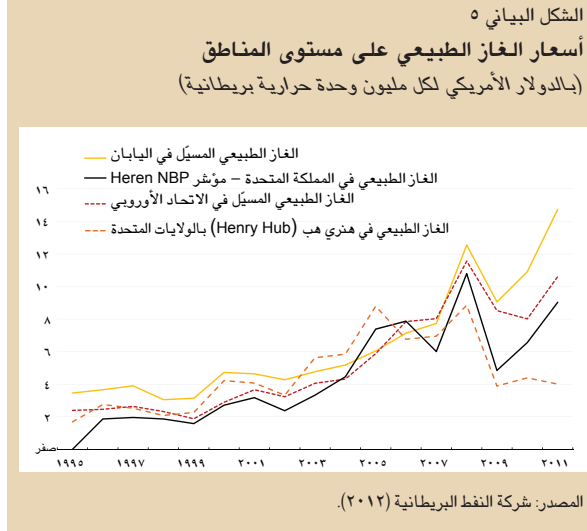 الشكل البياني ٥
أسعار الغاز الطبيعي على مستوى المناطق
(بالدولار الأمريكي لكل مليون وحدة حرارية بريطانية)
الغاز الطبيعي المسيّل في اليابان
الغاز الطبيعي في المملكة المتحدة – مؤشر Heren NBP
الغاز الطبيعي المسيّل في الاتحاد الأوروبي
الغاز الطبيعي في هنري هب (Henry Hub) بالولايات المتحدة
١٦
١٤
١٢
١٠
٨
٦
٤
٢
صفر
١٩٩٥ ١٩٩٧ ١٩٩٩ ٢٠٠١ ٢٠٠٣ ٢٠٠٥ ٢٠٠٧ ٢٠٠٩ ٢٠١١
المصدر: شركة النفط البريطانية (٢٠١٢).